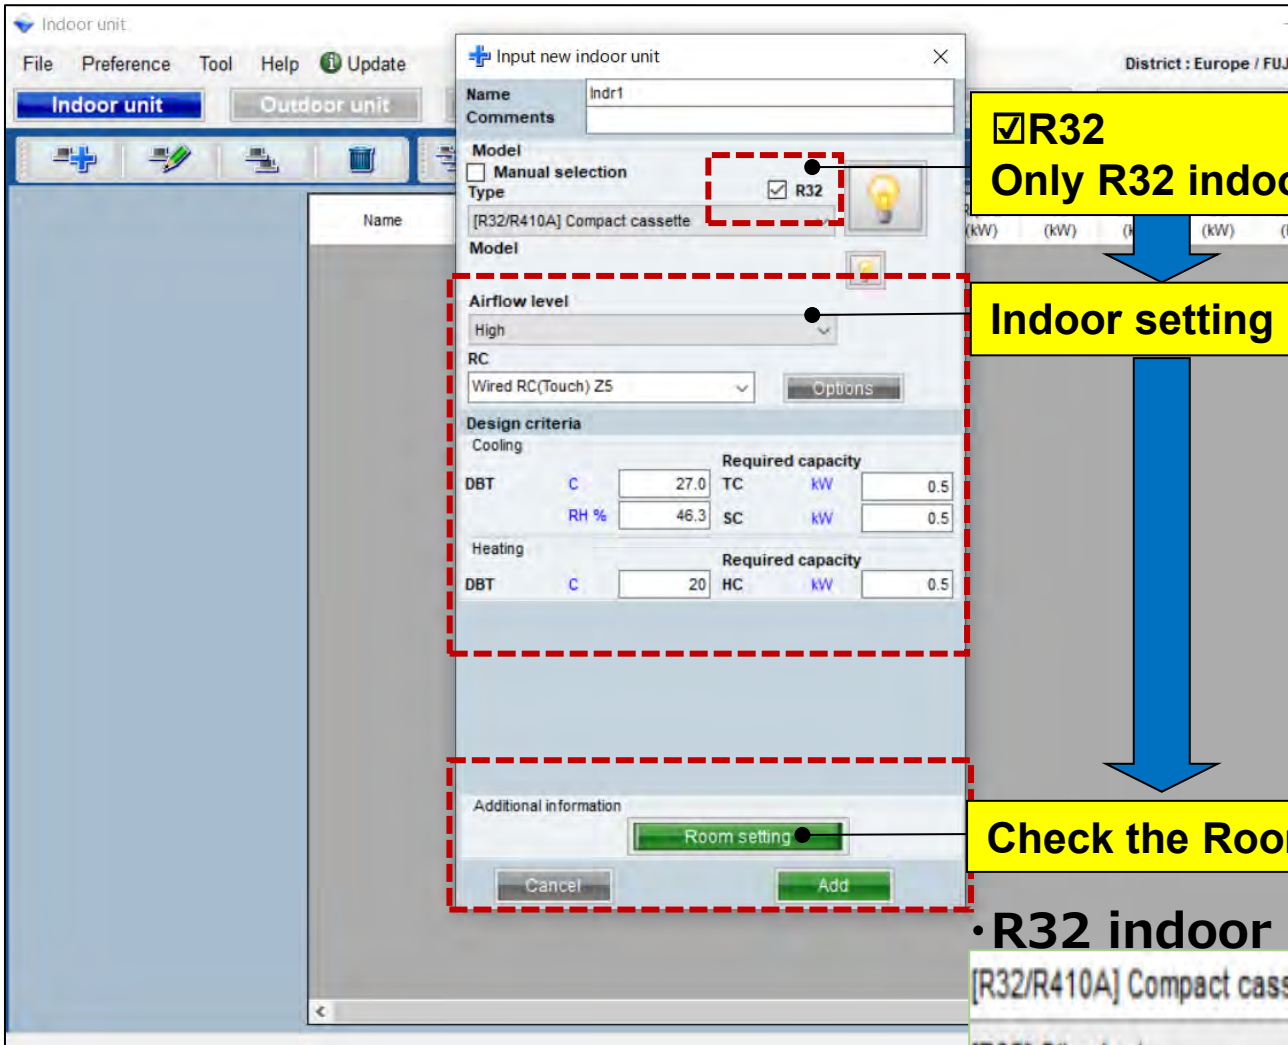 Indoor unit
File Preference Tool Help Update
District : Europe / FUJ
Indoor unit Outdoor unit
Input new indoor unit
Name Indr1
Comments
Model
Manual selection
Type R32
[R32/R410A] Compact cassette
Model
Airflow level
High
RC
Wired RC(Touch) Z5 Options
Design criteria
Cooling
Required capacity
DBT C 27.0 TC kW 0.5
RH % 46.3 SC kW 0.5
Heating
Required capacity
DBT C 20 HC kW 0.5
Additional information
Room setting
Cancel Add
Name
(kW) (kW) (kW)
☑R32
Only R32 indoo
Indoor setting
Check the Roo
・R32 indoor
[R32/R410A] Compact cass